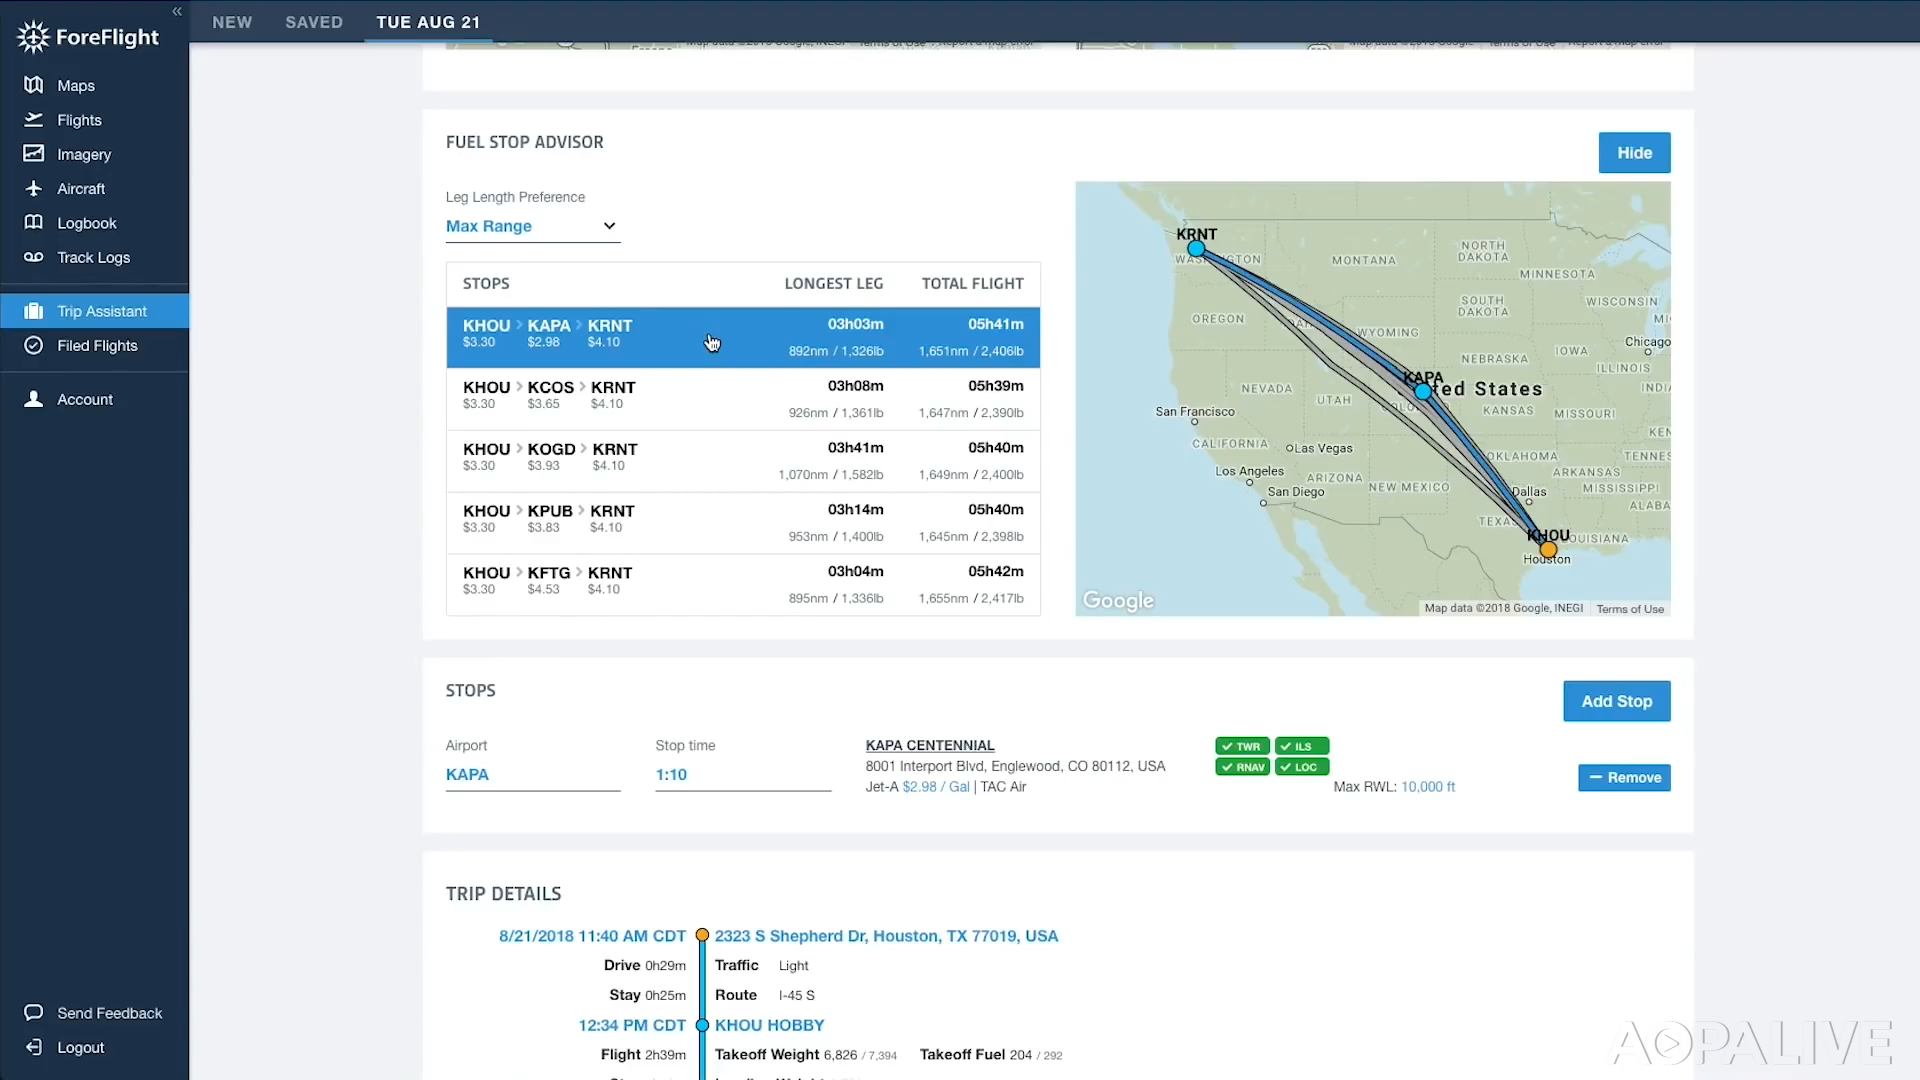 ForeFlight
«
NEW SAVED TUE AUG 21
Maps
Flights
Imagery
Aircraft
Logbook
Track Logs
Trip Assistant
Filed Flights
Account
Send Feedback
Logout
FUEL STOP ADVISOR
Hide
Leg Length Preference
Max Range
STOPS LONGEST LEG TOTAL FLIGHT
KHOU > KAPA > KRNT 03h03m 05h41m
$3.30 $2.98 $4.10 892nm / 1,326lb 1,651nm / 2,406lb
KHOU > KCOS > KRNT 03h08m 05h39m
$3.30 $3.65 $4.10 926nm / 1,361lb 1,647nm / 2,390lb
KHOU > KOGD > KRNT 03h41m 05h40m
$3.30 $3.93 $4.10 1,070nm / 1,582lb 1,649nm / 2,400lb
KHOU > KPUB > KRNT 03h14m 05h40m
$3.30 $3.83 $4.10 953nm / 1,400lb 1,645nm / 2,398lb
KHOU > KFTG > KRNT 03h04m 05h42m
$3.30 $4.53 $4.10 895nm / 1,336lb 1,655nm / 2,417lb
KRNT
MONTANA
NORTH
DAKOTA
MINNESOTA
SOUTH
DAKOTA
WISCONSIN
OREGON
WYOMING
Chicago
NEBRASKA
IOWA
ILLINOIS
KAPA
NEVADA
UTAH
KANSAS
MISSOURI
San Francisco
CALIFORNIA
Las Vegas
OKLAHOMA
Los Angeles
ARIZONA
NEW MEXICO
ARKANSAS
San Diego
Dallas
MISSISSIPPI
KHOU
Houston
Google
Map data ©2018 Google, INEGI Terms of Use
STOPS
Add Stop
Airport Stop time KAPA CENTENNIAL TWR ILS
KAPA 1:10 8001 Interport Blvd, Englewood, CO 80112, USA RNAV LOC
Jet-A $2.98 / Gal | TAC Air Max RWL: 10,000 ft
Remove
TRIP DETAILS
8/21/2018 11:40 AM CDT 2323 S Shepherd Dr, Houston, TX 77019, USA
Drive 0h29m Traffic Light
Stay 0h25m Route I-45 S
12:34 PM CDT KHOU HOBBY
Flight 2h39m Takeoff Weight 6,826 / 7,394 Takeoff Fuel 204 / 292
AOPALIVE